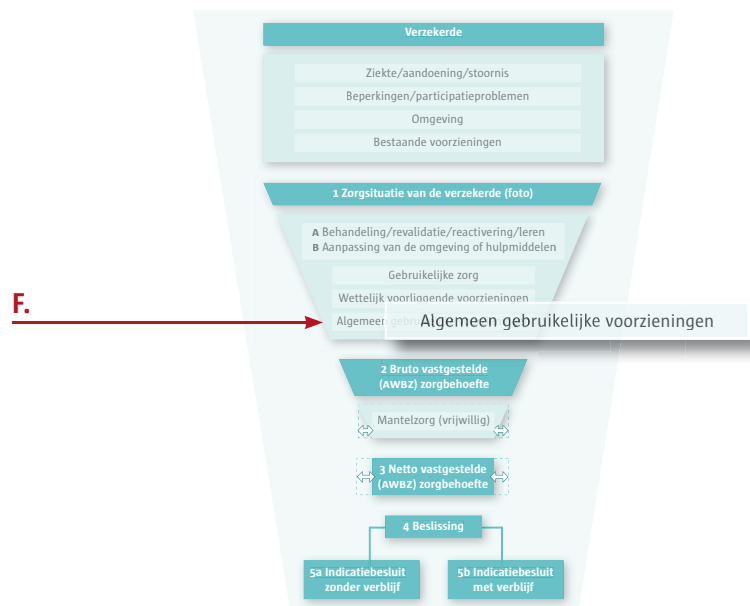 Verzekerde
Ziekte/aandoening/stoornis
Beperkingen/participatieproblemen
Omgeving
Bestaande voorzieningen
1 Zorgsituatie van de verzekerde (foto)
A Behandeling/revalidatie/reactivering/leren
B Aanpassing van de omgeving of hulpmiddelen
Gebruikelijke zorg
Wettelijk voorliggende voorzieningen
F.
Algemeen
Algemeen gebruikelijke voorzieningen
2 Bruto vastgestelde
(AWBZ) zorgbehoefte
Mantelzorg (vrijwillig)
3 Netto vastgestelde
(AWBZ) zorgbehoefte
4 Beslissing
5a Indicatiebesluit
zonder verblijf
5b Indicatiebesluit
met verblijf